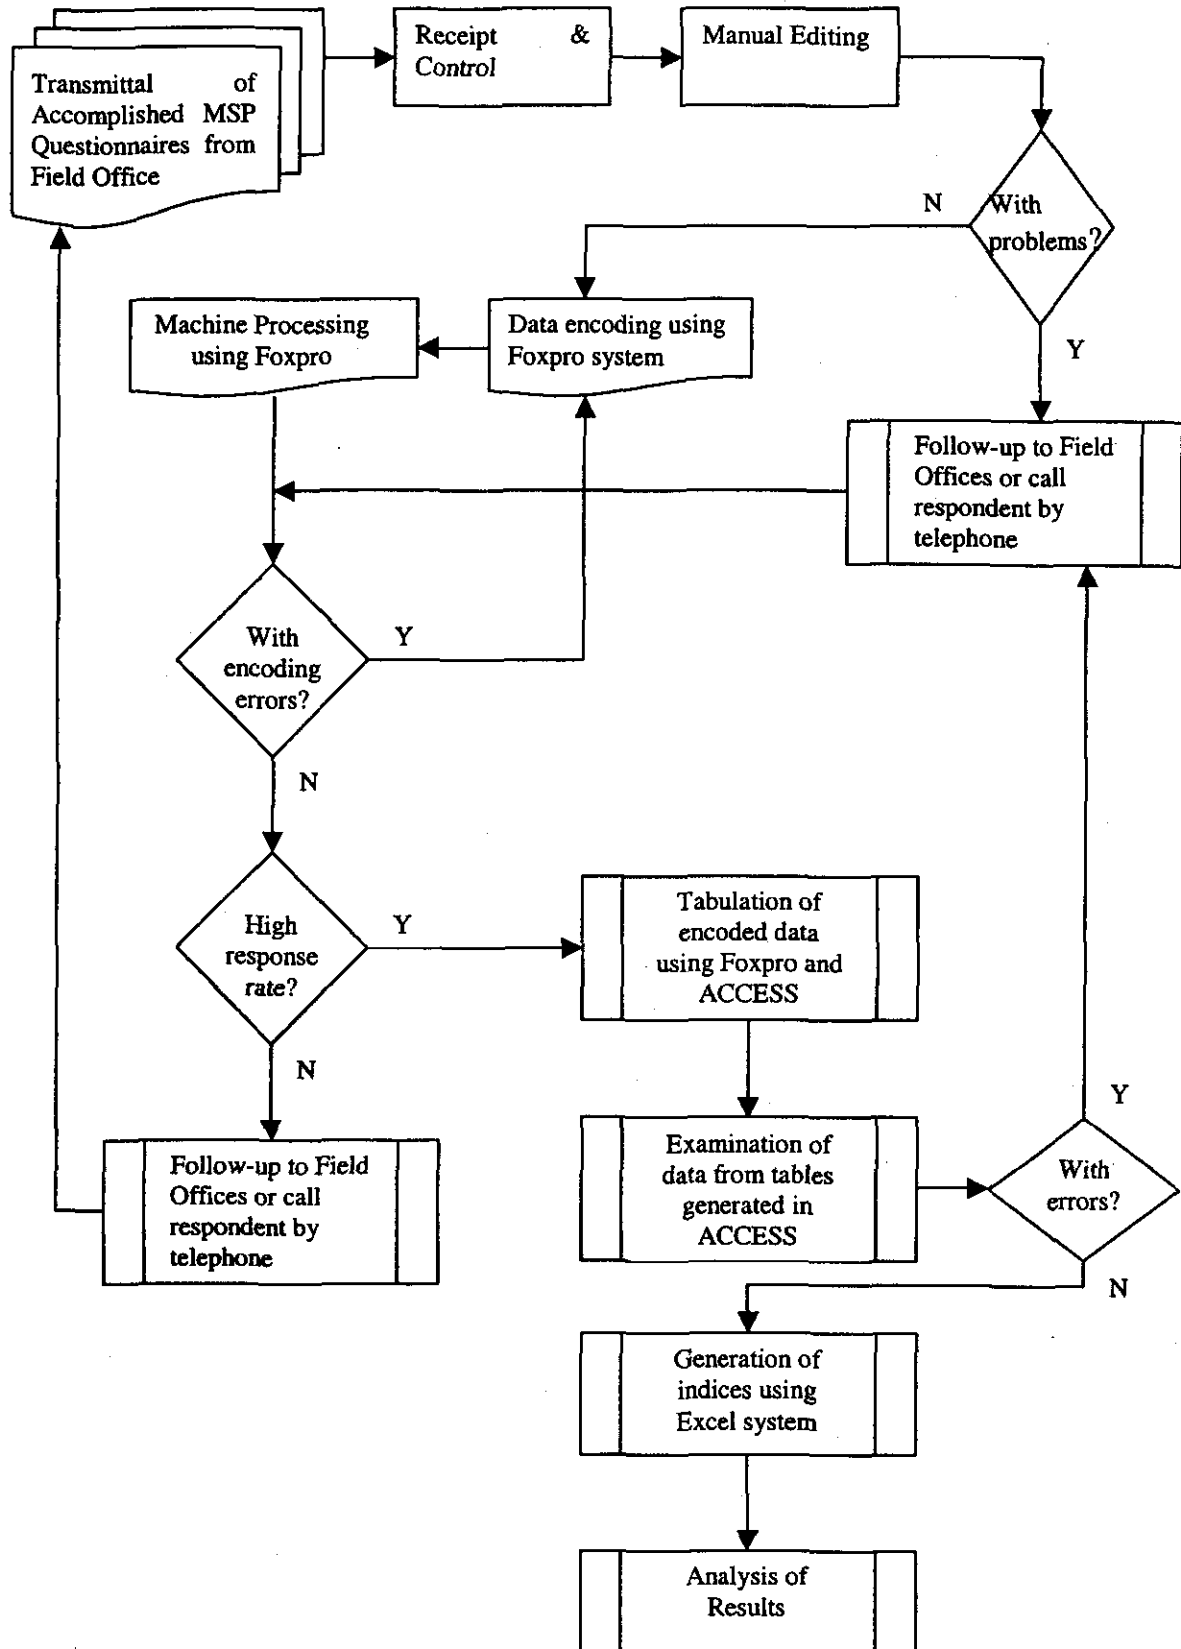 Transmittal of
Accomplished MSP
Questionnaires from
Field Office
Receipt &
Control
Manual Editing
With
problems?
N
Y
Machine Processing
using Foxpro
Data encoding using
Foxpro system
Follow-up to Field
Offices or call
respondent by
telephone
With
encoding
errors?
Y
N
High
response
rate?
Y
N
Tabulation of
encoded data
using Foxpro and
ACCESS
Follow-up to Field
Offices or call
respondent by
telephone
Examination of
data from tables
generated in
ACCESS
Y
With
errors?
N
Generation of
indices using
Excel system
Analysis of
Results